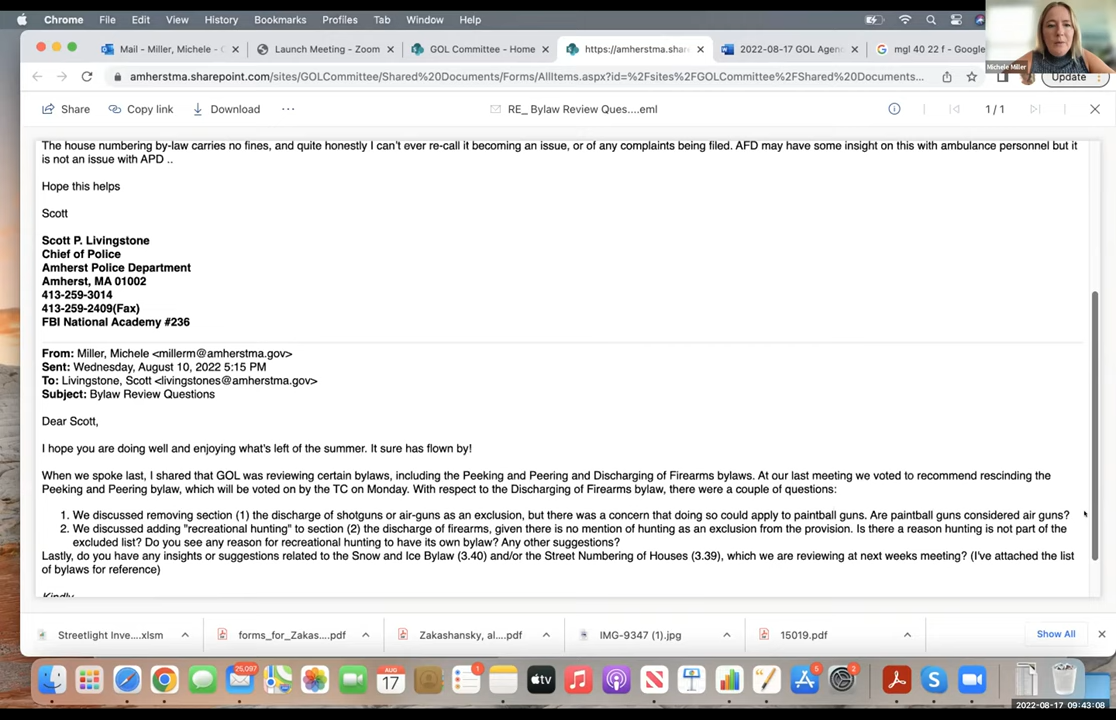 Chrome File Edit View History Bookmarks Profiles Tab Window Help
Mail - Miller, Michele -
Launch Meeting - Zoom
GOL Committee - Home
https://amherstma.shar
2022-08-17 GOL Agen
mgl 40 22 f - Google
Michele Miller
amherstma.sharepoint.com/sites/GOLCommittee/Shared%20Documents/Forms/AllItems.aspx?id=%2Fsites%2FGOLCommittee%2FShared%20Documents...
Update
Share Copy link Download ... RE_ Bylaw Review Ques....eml 1/1
The house numbering by-law carries no fines, and quite honestly I can't ever re-call it becoming an issue, or of any complaints being filed. AFD may have some insight on this with ambulance personnel but it
is not an issue with APD ..
Hope this helps
Scott
Scott P. Livingstone
Chief of Police
Amherst Police Department
Amherst, MA 01002
413-259-3014
413-259-2409(Fax)
FBI National Academy #236
From: Miller, Michele <millerm@amherstma.gov>
Sent: Wednesday, August 10, 2022 5:15 PM
To: Livingstone, Scott <livingstones@amherstma.gov>
Subject: Bylaw Review Questions
Dear Scott,
I hope you are doing well and enjoying what's left of the summer. It sure has flown by!
When we spoke last, I shared that GOL was reviewing certain bylaws, including the Peeking and Peering and Discharging of Firearms bylaws. At our last meeting we voted to recommend rescinding the
Peeking and Peering bylaw, which will be voted on by the TC on Monday. With respect to the Discharging of Firearms bylaw, there were a couple of questions:
1. We discussed removing section (1) the discharge of shotguns or air-guns as an exclusion, but there was a concern that doing so could apply to paintball guns. Are paintball guns considered air guns?
2. We discussed adding "recreational hunting" to section (2) the discharge of firearms, given there is no mention of hunting as an exclusion from the provision. Is there a reason hunting is not part of the
excluded list? Do you see any reason for recreational hunting to have its own bylaw? Any other suggestions?
Lastly, do you have any insights or suggestions related to the Snow and Ice Bylaw (3.40) and/or the Street Numbering of Houses (3.39), which we are reviewing at next weeks meeting? (I've attached the list
of bylaws for reference)
Kindly
Streetlight Inve....xlsm forms_for_Zakas....pdf Zakashansky, al....pdf IMG-9347 (1).jpg 15019.pdf Show All
25,097
AUG
17
1
tv
5
2
2022-08-17 09:43:08